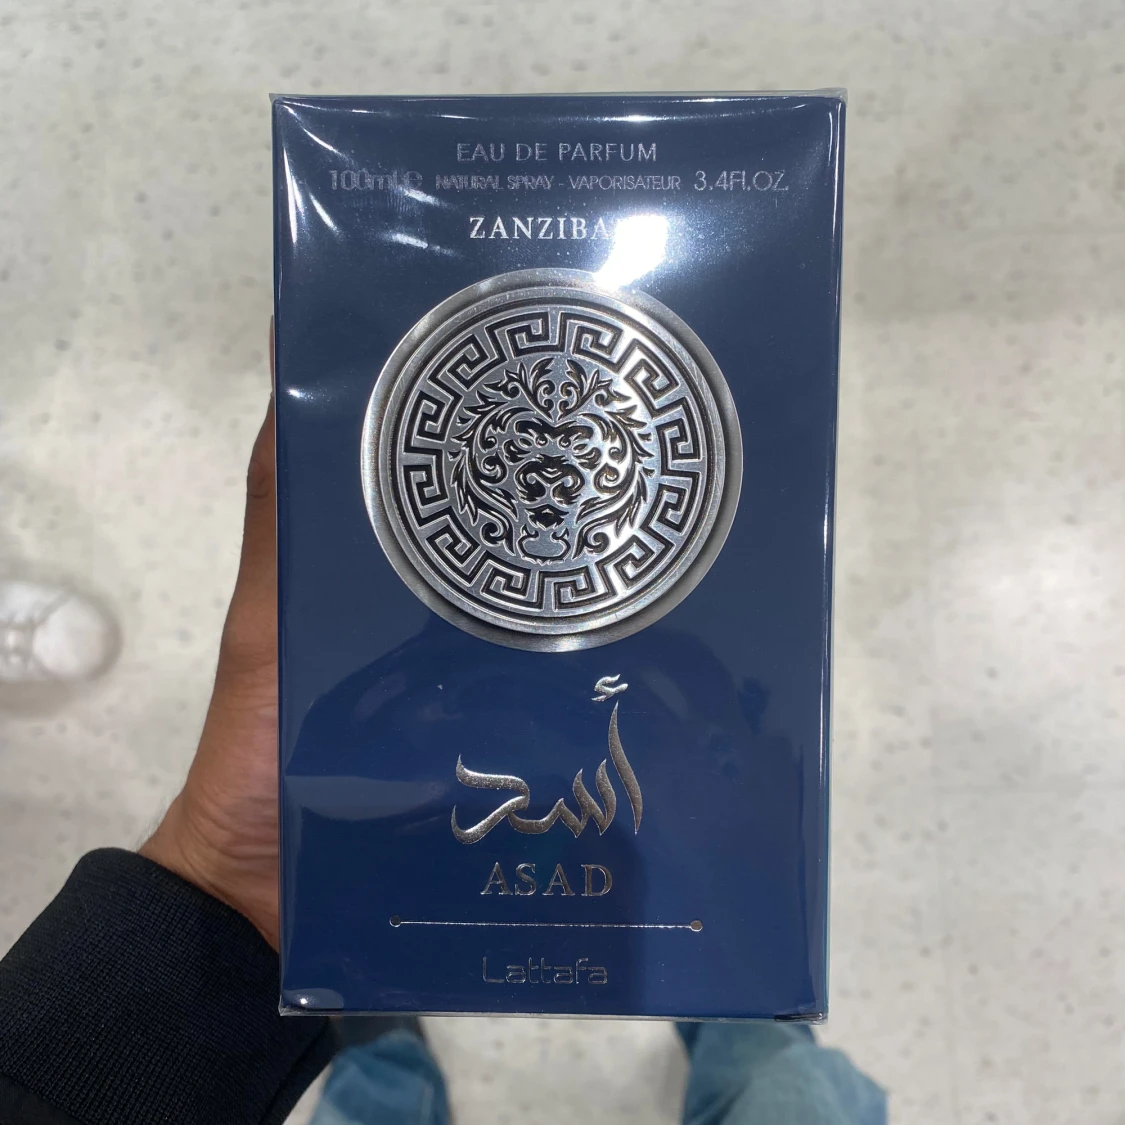 EAU DE PARFUM
100ml e NATURAL SPRAY - VAPORISATEUR 3.4Fl.OZ
أسد
ASAD
Lattafa